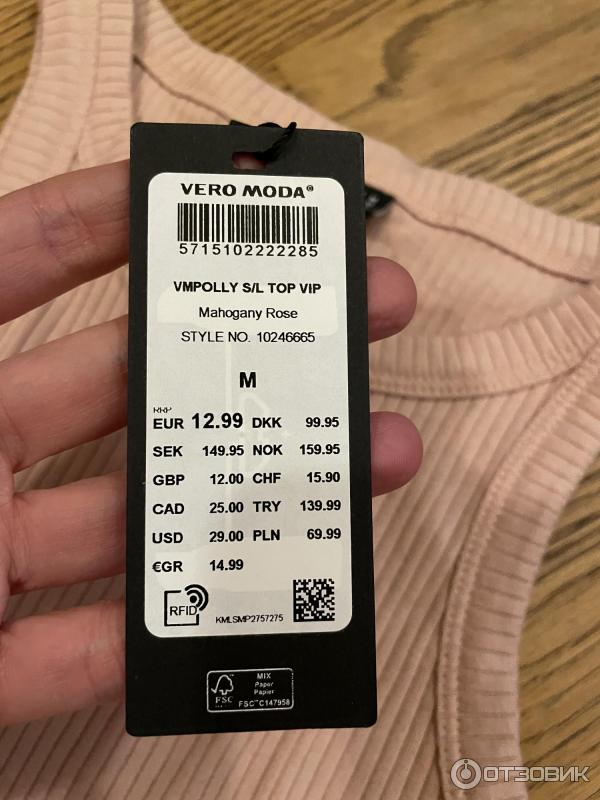 VERO MODA®
5715102222285
VMPOLLY S/L TOP VIP
Mahogany Rose
STYLE NO. 10246665
M
RRP
EUR 12.99 DKK 99.95
SEK 149.95 NOK 159.95
GBP 12.00 CHF 15.90
CAD 25.00 TRY 139.99
USD 29.00 PLN 69.99
€GR 14.99
RFID
KMLSMP2757275
FSC
MIX
Paper
Papier
FSC™ C147958
ОТЗОВИК